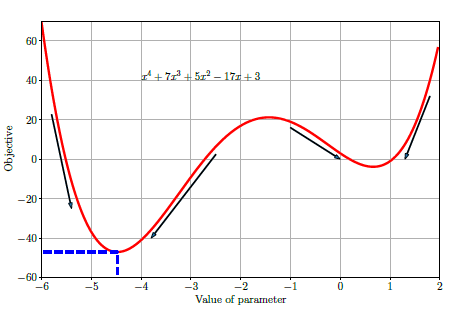 60
40
20
0
−20
−40
−60
Objective
x⁴ + 7x³ + 5x² − 17x + 3
−6 −5 −4 −3 −2 −1 0 1 2
Value of parameter